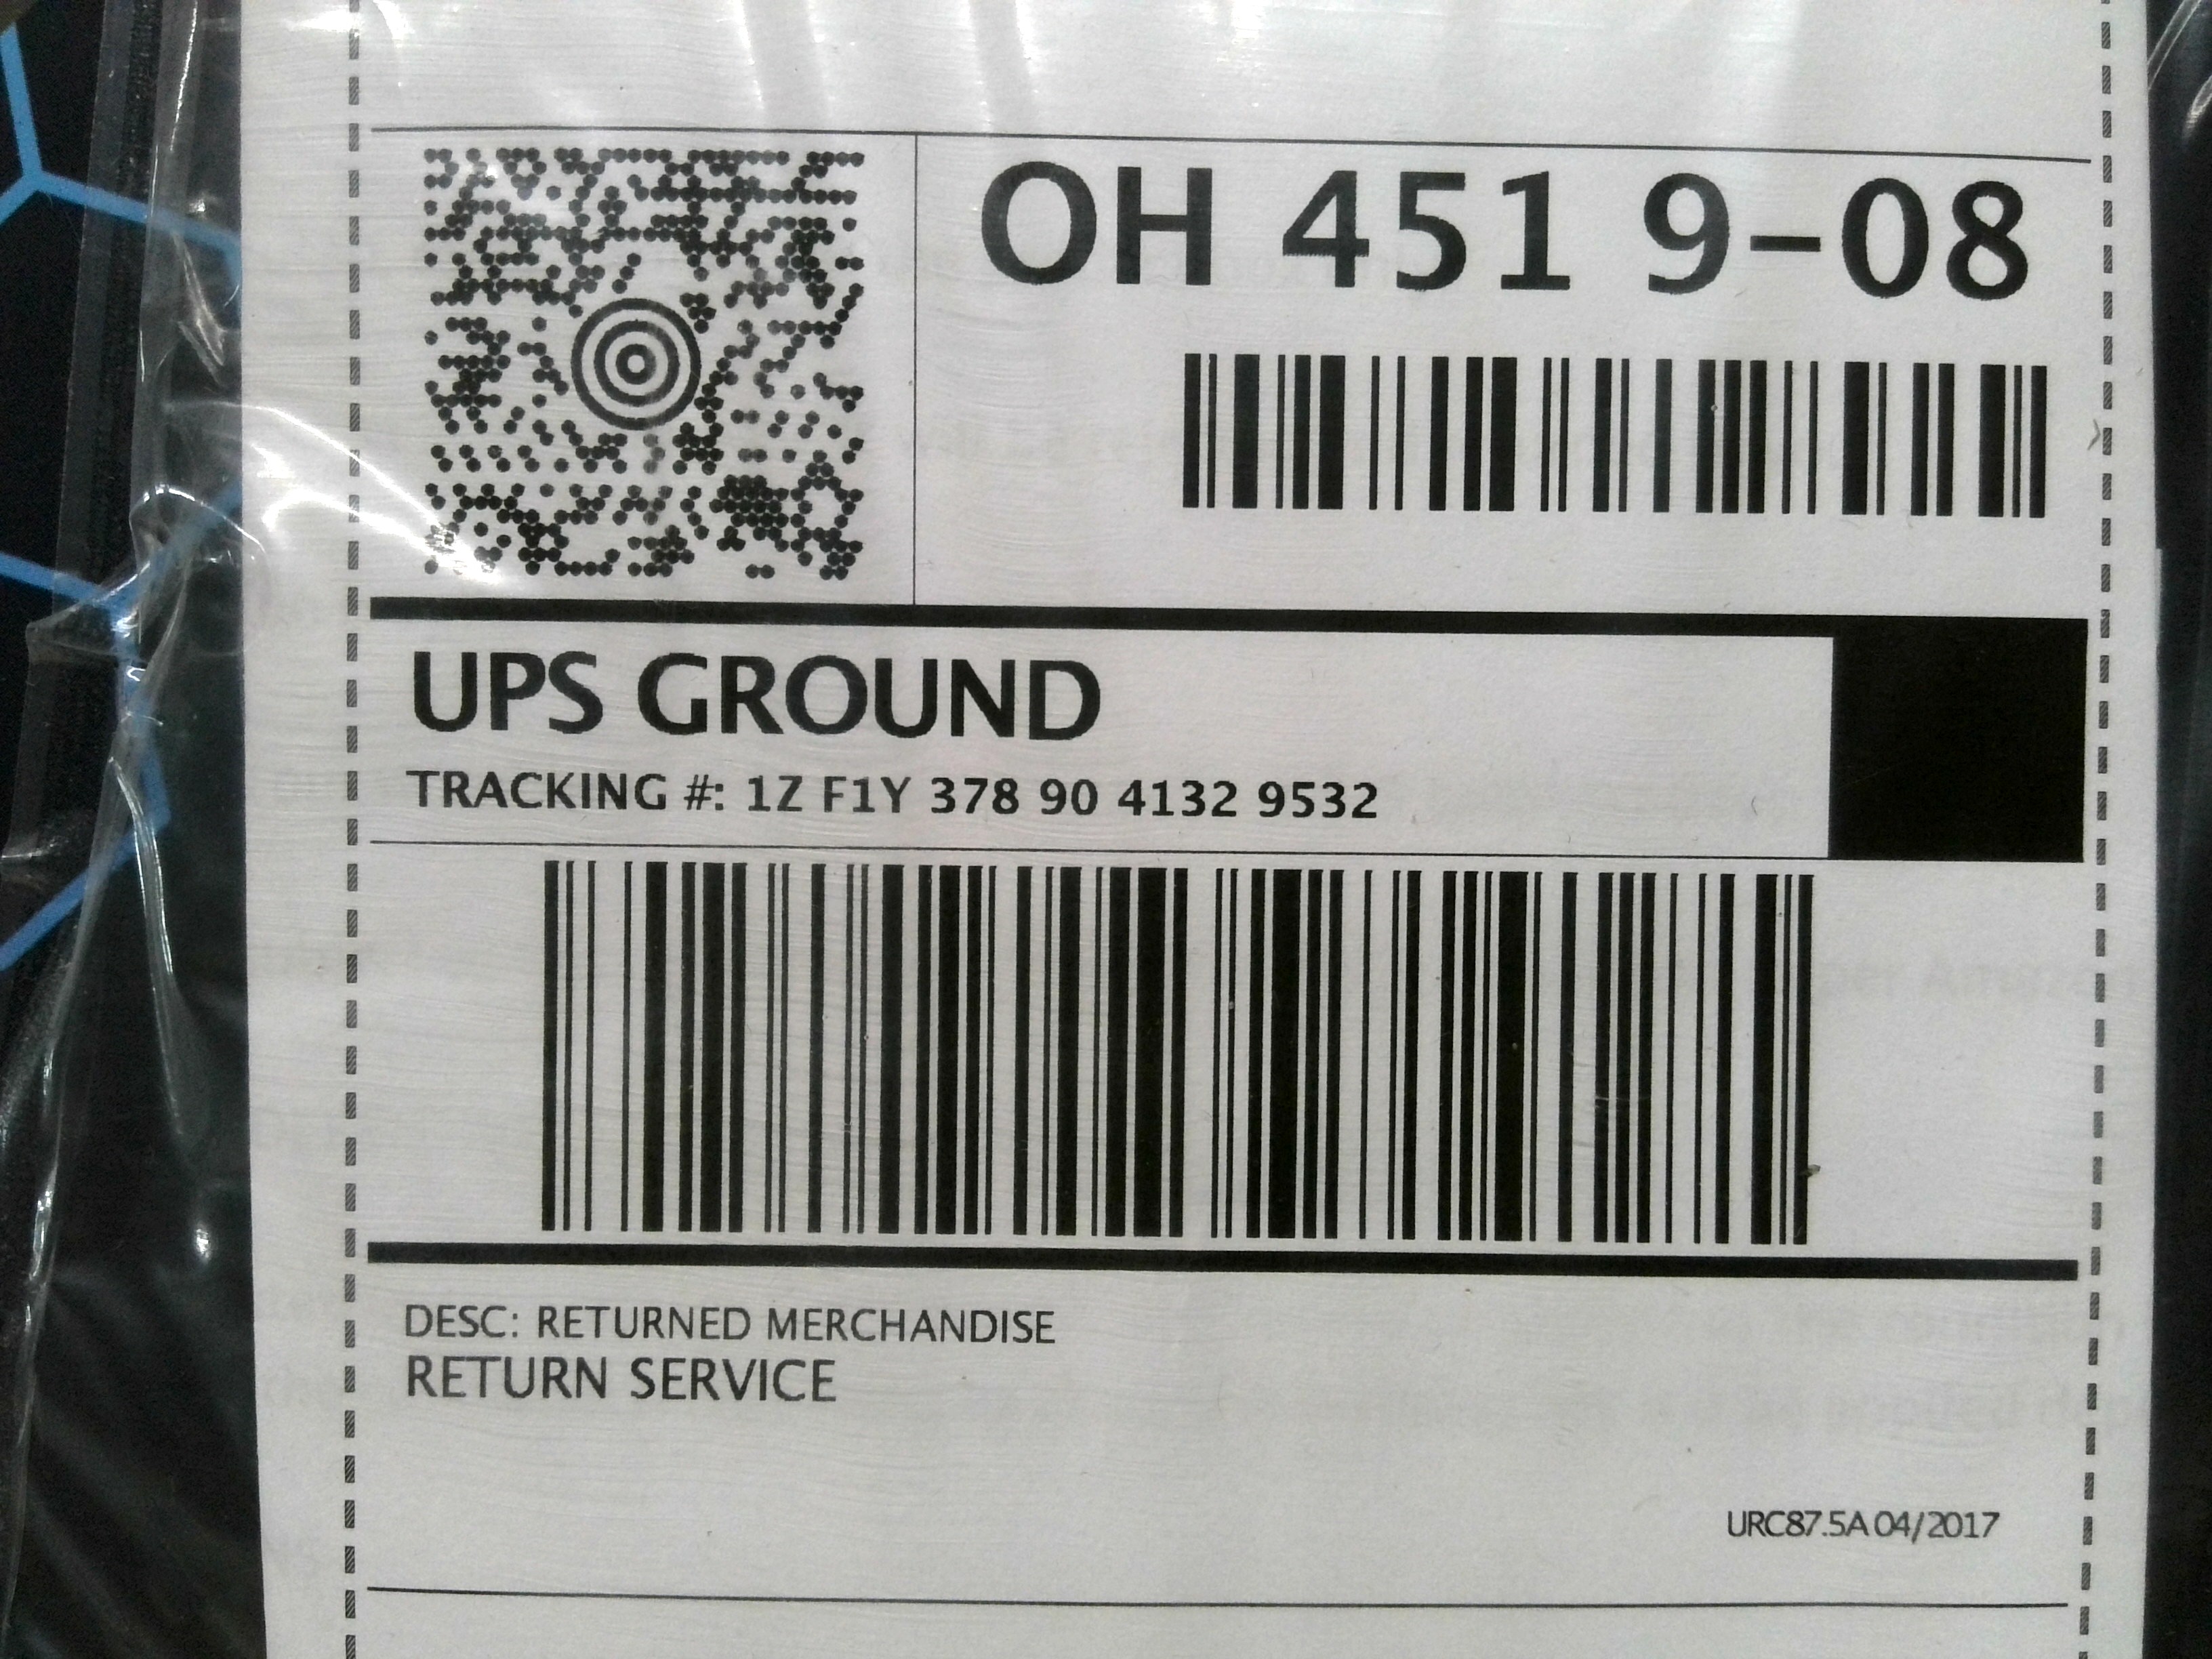 OH 451 9-08
UPS GROUND
TRACKING #: 1Z F1Y 378 90 4132 9532
DESC: RETURNED MERCHANDISE
RETURN SERVICE
URC87.5A 04/2017